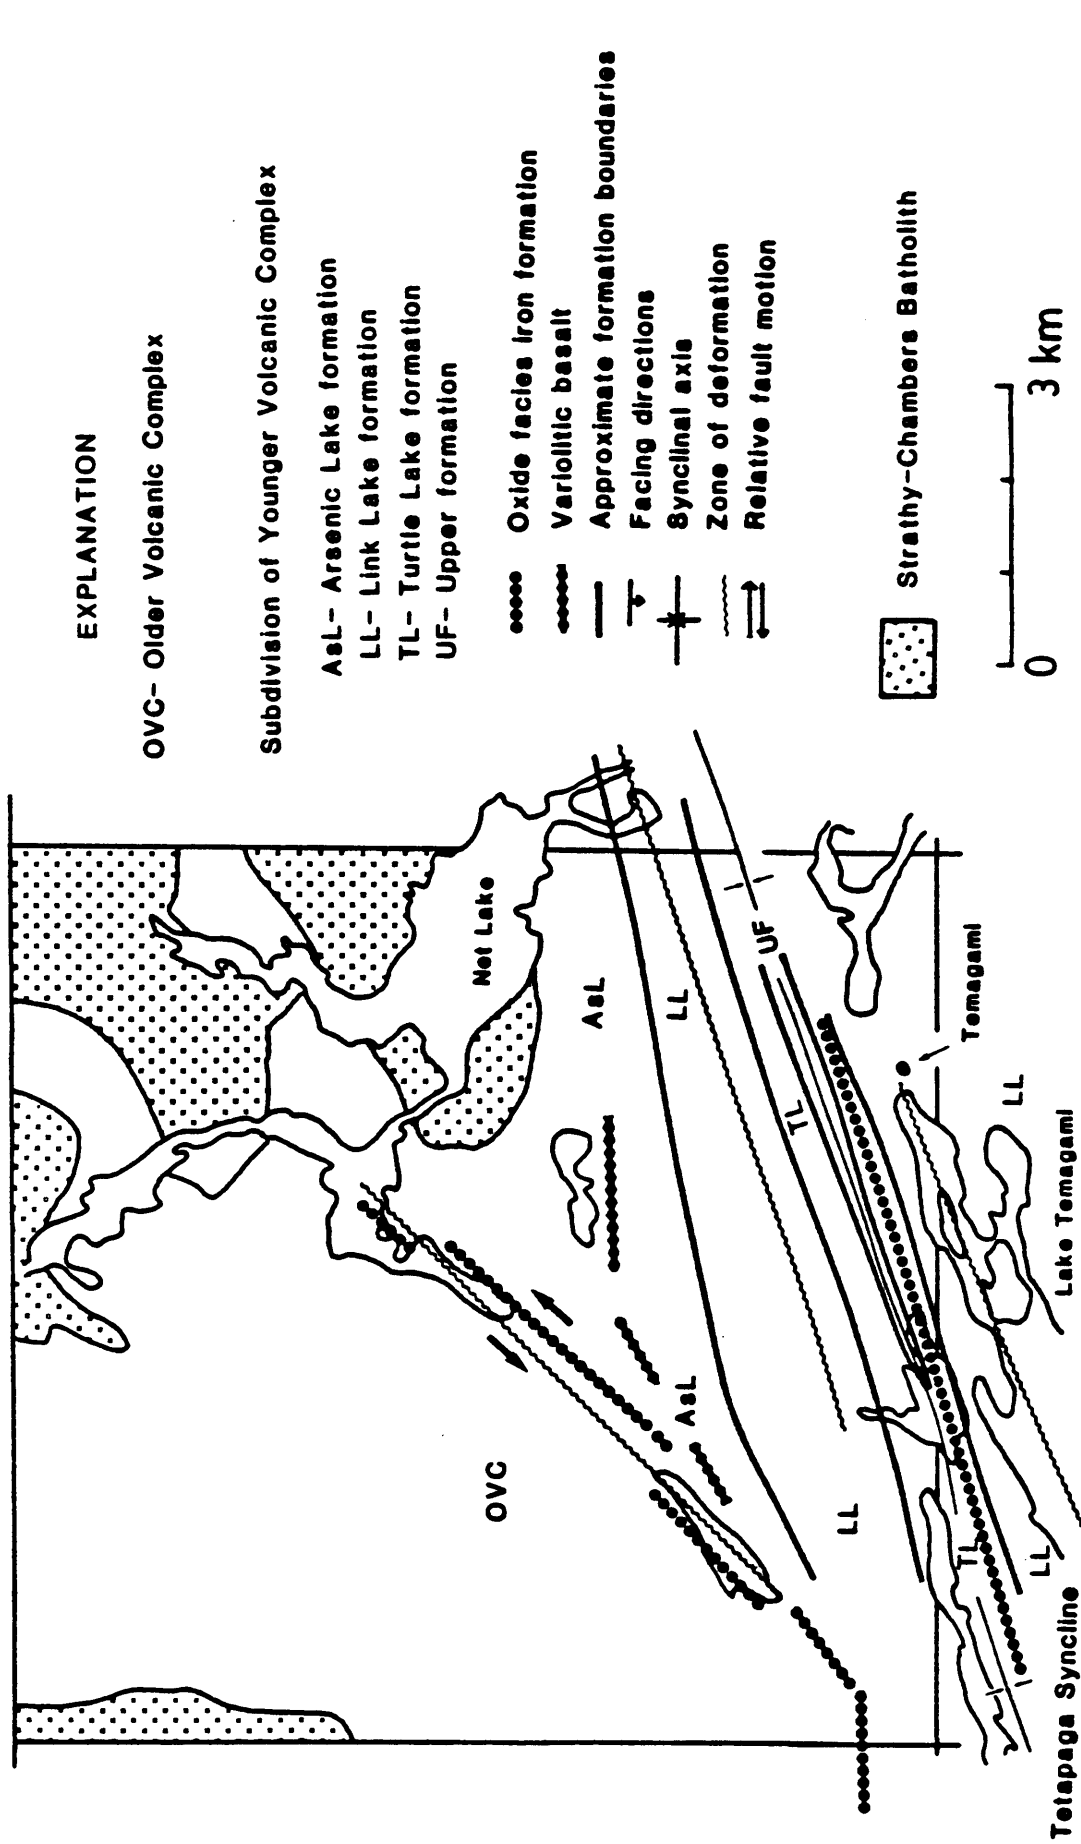 EXPLANATION
OVC- Older Volcanic Complex
Subdivision of Younger Volcanic Complex
AsL- Arsenic Lake formation
LL- Link Lake formation
TL- Turtle Lake formation
UF- Upper formation
Oxide facies iron formation
Variolitic basalt
Approximate formation boundaries
Facing directions
Synclinal axis
Zone of deformation
Relative fault motion
Strathy-Chambers Batholith
0
3 km
Net Lake
AsL
LL
UF
TL
Temagami
LL
Lake Temagami
AsL
OVC
LL
TL
LL
Tetapaga Syncline